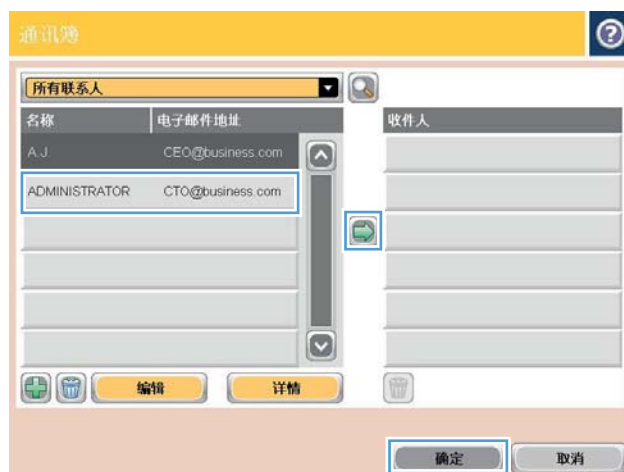 通讯簿
所有联系人
名称 电子邮件地址 收件人
A.J. CEO@business.com
ADMINISTRATOR CTO@business.com
编辑 详情
确定 取消